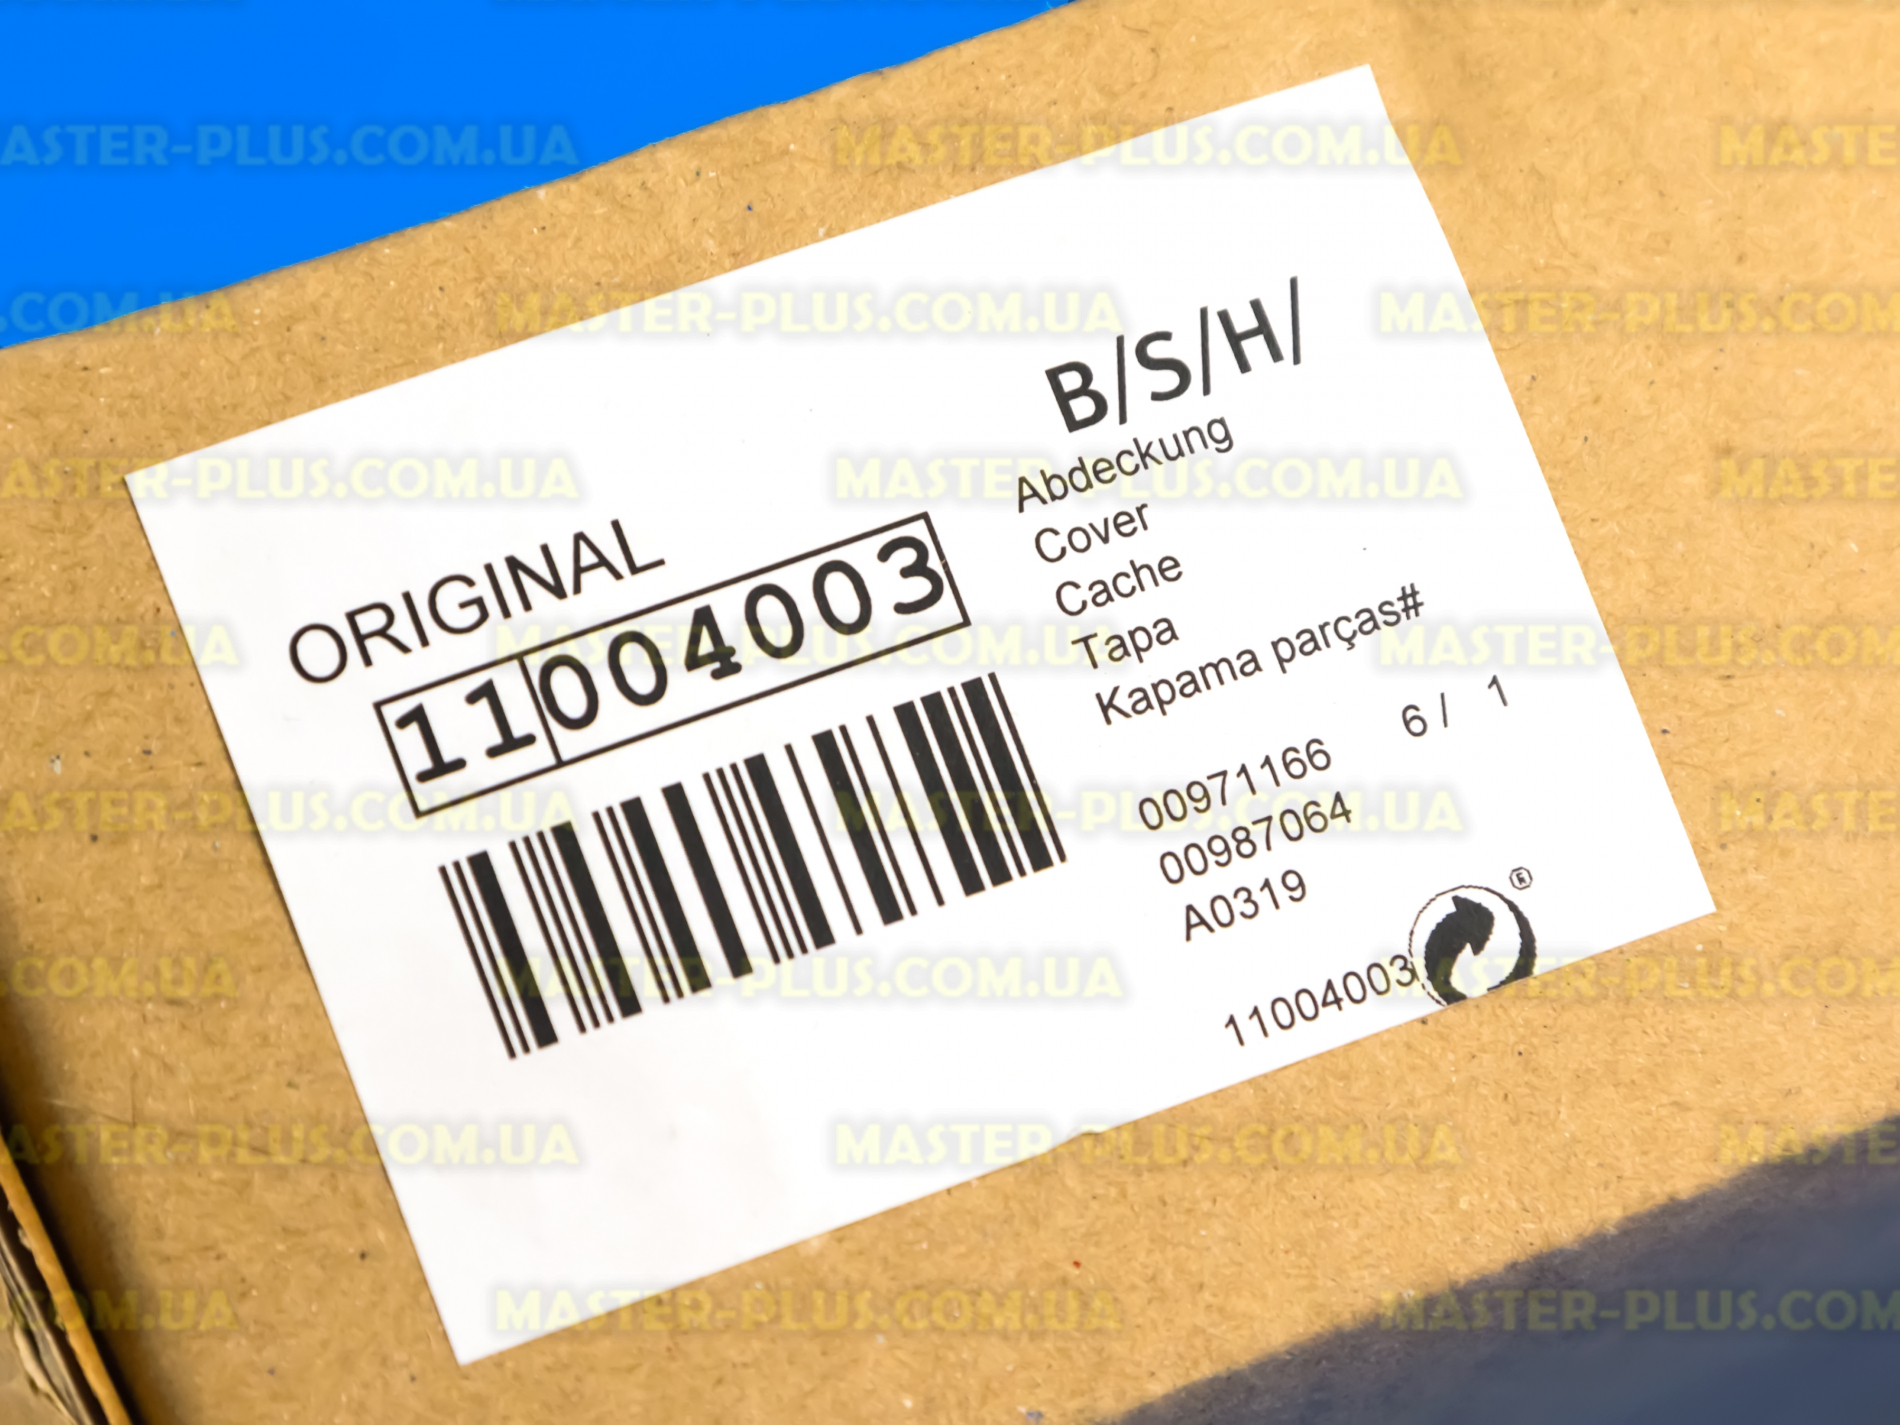 ORIGINAL
11004003
B/S/H/
Abdeckung
Cover
Cache
Tapa
Kapama parças#
6 / 1
00971166
00987064
A0319
11004003
®
MASTER-PLUS.COM.UA